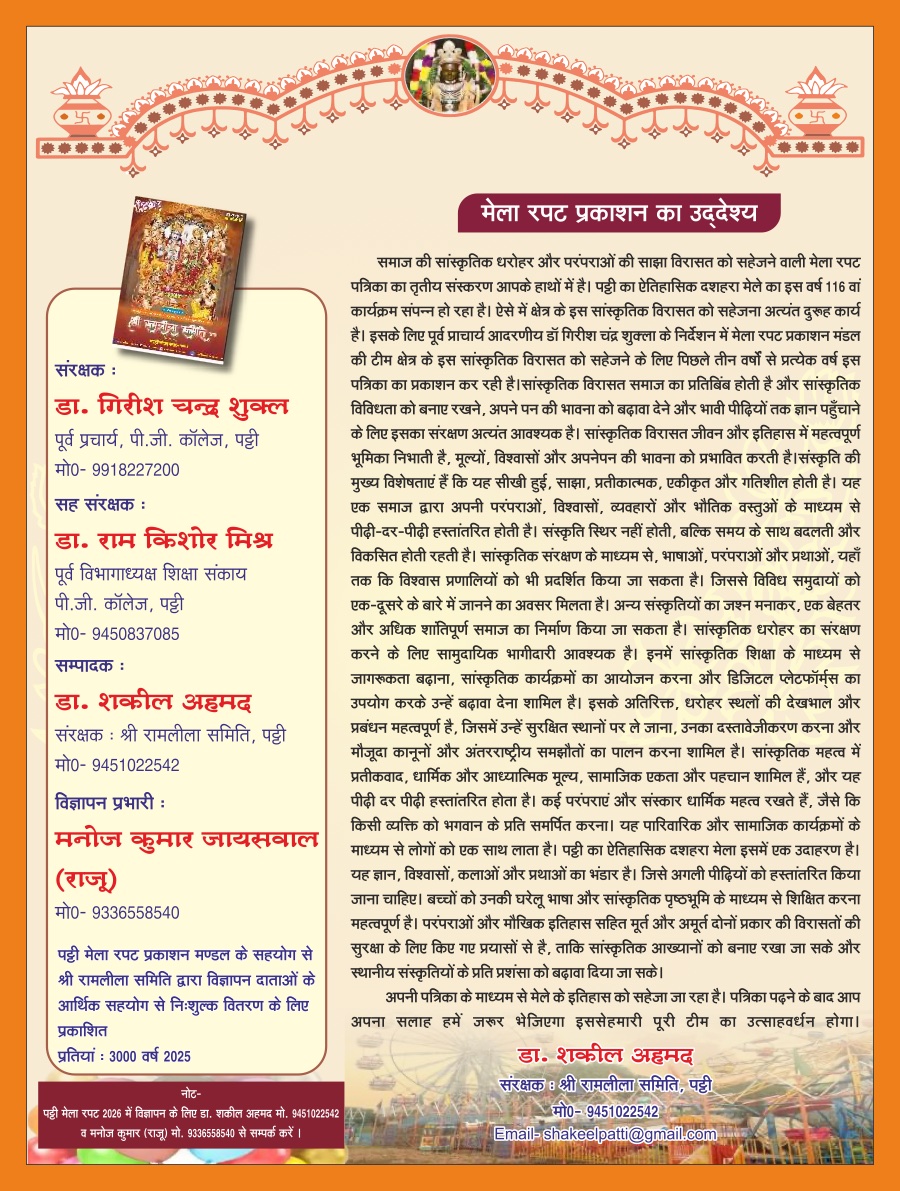 श्री रामलीला समिति
संरक्षक :
डा. गिरीश चन्द्र शुक्ल
पूर्व प्रचार्य, पी.जी. कॉलेज, पट्टी
मो0- 9918227200
सह संरक्षक :
डा. राम किशोर मिश्र
पूर्व विभागाध्यक्ष शिक्षा संकाय
पी.जी. कॉलेज, पट्टी
मो0- 9450837085
सम्पादक :
डा. शकील अहमद
संरक्षक : श्री रामलीला समिति, पट्टी
मो0- 9451022542
विज्ञापन प्रभारी :
मनोज कुमार जायसवाल
(राजू)
मो0- 9336558540
पट्टी मेला रपट प्रकाशन मण्डल के सहयोग से
श्री रामलीला समिति द्वारा विज्ञापन दाताओं के
आर्थिक सहयोग से निःशुल्क वितरण के लिए
प्रकाशित
प्रतियां : 3000 वर्ष 2025
नोट-
पट्टी मेला रपट 2026 में विज्ञापन के लिए डा. शकील अहमद मो. 9451022542
व मनोज कुमार (राजू) मो. 9336558540 से सम्पर्क करें ।
मेला रपट प्रकाशन का उद्देश्य
समाज की सांस्कृतिक धरोहर और परंपराओं की साझा विरासत को सहेजने वाली मेला रपट
पत्रिका का तृतीय संस्करण आपके हाथों में है। पट्टी का ऐतिहासिक दशहरा मेले का इस वर्ष 116 वां
कार्यक्रम संपन्न हो रहा है। ऐसे में क्षेत्र के इस सांस्कृतिक विरासत को सहेजना अत्यंत दुरूह कार्य
है। इसके लिए पूर्व प्राचार्य आदरणीय डॉ गिरीश चंद्र शुक्ला के निर्देशन में मेला रपट प्रकाशन मंडल
की टीम क्षेत्र के इस सांस्कृतिक विरासत को सहेजने के लिए पिछले तीन वर्षों से प्रत्येक वर्ष इस
पत्रिका का प्रकाशन कर रही है।सांस्कृतिक विरासत समाज का प्रतिबिंब होती है और सांस्कृतिक
विविधता को बनाए रखने, अपने पन की भावना को बढ़ावा देने और भावी पीढ़ियों तक ज्ञान पहुँचाने
के लिए इसका संरक्षण अत्यंत आवश्यक है। सांस्कृतिक विरासत जीवन और इतिहास में महत्वपूर्ण
भूमिका निभाती है, मूल्यों, विश्वासों और अपनेपन की भावना को प्रभावित करती है।संस्कृति की
मुख्य विशेषताएं हैं कि यह सीखी हुई, साझा, प्रतीकात्मक, एकीकृत और गतिशील होती है। यह
एक समाज द्वारा अपनी परंपराओं, विश्वासों, व्यवहारों और भौतिक वस्तुओं के माध्यम से
पीढ़ी-दर-पीढ़ी हस्तांतरित होती है। संस्कृति स्थिर नहीं होती, बल्कि समय के साथ बदलती और
विकसित होती रहती है। सांस्कृतिक संरक्षण के माध्यम से, भाषाओं, परंपराओं और प्रथाओं, यहाँ
तक कि विश्वास प्रणालियों को भी प्रदर्शित किया जा सकता है। जिससे विविध समुदायों को
एक-दूसरे के बारे में जानने का अवसर मिलता है। अन्य संस्कृतियों का जश्न मनाकर, एक बेहतर
और अधिक शांतिपूर्ण समाज का निर्माण किया जा सकता है। सांस्कृतिक धरोहर का संरक्षण
करने के लिए सामुदायिक भागीदारी आवश्यक है। इनमें सांस्कृतिक शिक्षा के माध्यम से
जागरूकता बढ़ाना, सांस्कृतिक कार्यक्रमों का आयोजन करना और डिजिटल प्लेटफॉर्म्स का
उपयोग करके उन्हें बढ़ावा देना शामिल है। इसके अतिरिक्त, धरोहर स्थलों की देखभाल और
प्रबंधन महत्वपूर्ण है, जिसमें उन्हें सुरक्षित स्थानों पर ले जाना, उनका दस्तावेजीकरण करना और
मौजूदा कानूनों और अंतरराष्ट्रीय समझौतों का पालन करना शामिल है। सांस्कृतिक महत्व में
प्रतीकवाद, धार्मिक और आध्यात्मिक मूल्य, सामाजिक एकता और पहचान शामिल हैं, और यह
पीढ़ी दर पीढ़ी हस्तांतरित होता है। कई परंपराएं और संस्कार धार्मिक महत्व रखते हैं, जैसे कि
किसी व्यक्ति को भगवान के प्रति समर्पित करना। यह पारिवारिक और सामाजिक कार्यक्रमों के
माध्यम से लोगों को एक साथ लाता है। पट्टी का ऐतिहासिक दशहरा मेला इसमें एक उदाहरण है।
यह ज्ञान, विश्वासों, कलाओं और प्रथाओं का भंडार है। जिसे अगली पीढ़ियों को हस्तांतरित किया
जाना चाहिए। बच्चों को उनकी घरेलू भाषा और सांस्कृतिक पृष्ठभूमि के माध्यम से शिक्षित करना
महत्वपूर्ण है। परंपराओं और मौखिक इतिहास सहित मूर्त और अमूर्त दोनों प्रकार की विरासतों की
सुरक्षा के लिए किए गए प्रयासों से है, ताकि सांस्कृतिक आख्यानों को बनाए रखा जा सके और
स्थानीय संस्कृतियों के प्रति प्रशंसा को बढ़ावा दिया जा सके।
अपनी पत्रिका के माध्यम से मेले के इतिहास को सहेजा जा रहा है। पत्रिका पढ़ने के बाद आप
अपना सलाह हमें जरूर भेजिएगा इससेहमारी पूरी टीम का उत्साहवर्धन होगा।
डा. शकील अहमद
संरक्षक : श्री रामलीला समिति, पट्टी
मो0- 9451022542
Email- shakeelpatti@gmail.com